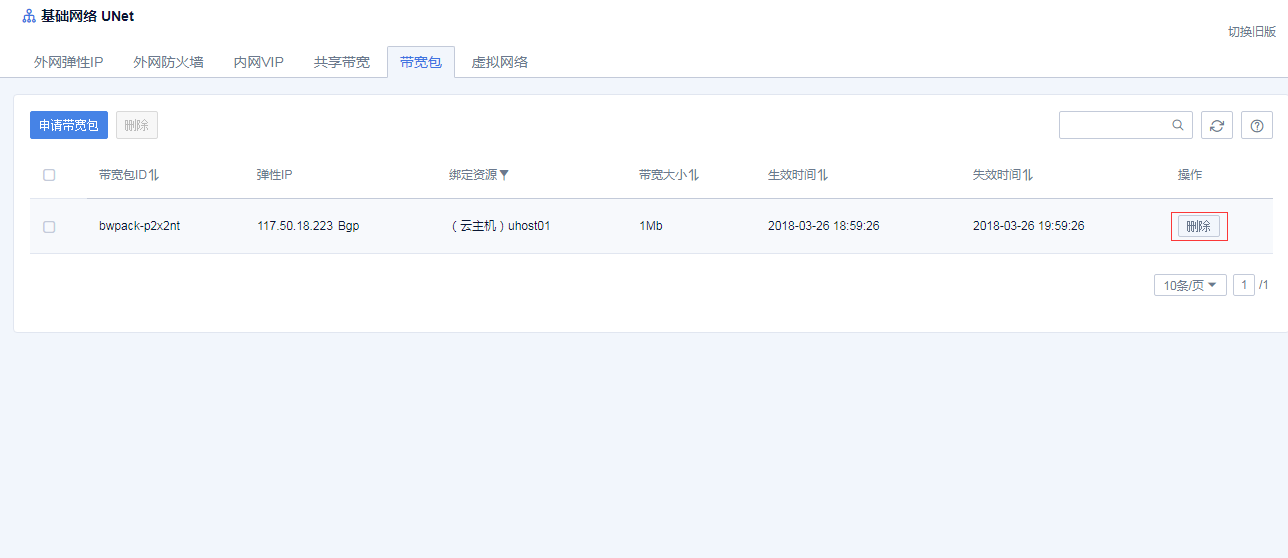 基础网络 UNet
切换旧版
外网弹性IP 外网防火墙 内网VIP 共享带宽 带宽包 虚拟网络
申请带宽包 删除
带宽包ID 弹性IP 绑定资源 带宽大小 生效时间 失效时间 操作
bwpack-p2x2nt 117.50.18.223 Bgp （云主机）uhost01 1Mb 2018-03-26 18:59:26 2018-03-26 19:59:26 删除
10条/页 1 /1